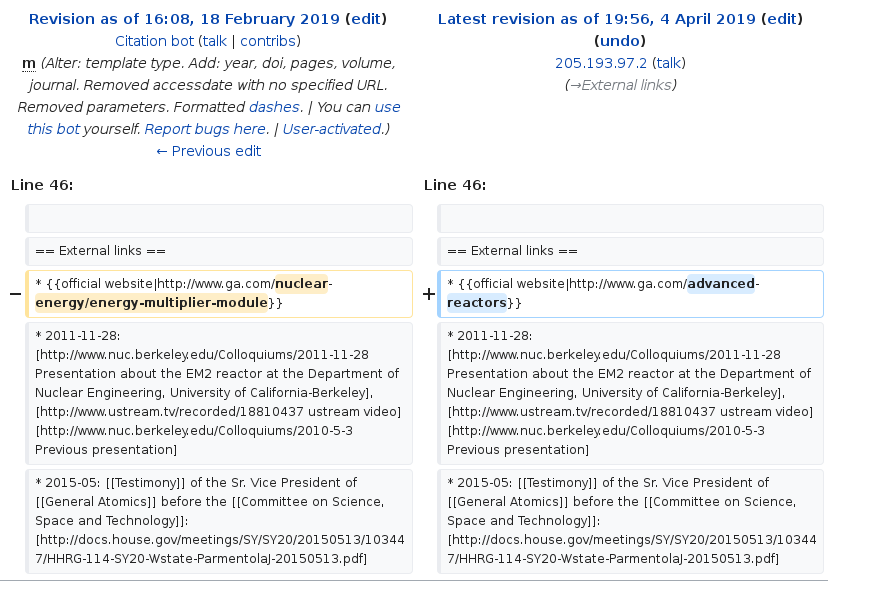 Revision as of 16:08, 18 February 2019 (edit)
Citation bot (talk | contribs)
m (Alter: template type. Add: year, doi, pages, volume,
journal. Removed accessdate with no specified URL.
Removed parameters. Formatted dashes. | You can use
this bot yourself. Report bugs here. | User-activated.)
← Previous edit
Latest revision as of 19:56, 4 April 2019 (edit)
(undo)
205.193.97.2 (talk)
(→External links)
Line 46:
Line 46:
== External links ==
== External links ==
− * {{official website|http://www.ga.com/nuclear-
energy/energy-multiplier-module}}
+ * {{official website|http://www.ga.com/advanced-
reactors}}
* 2011-11-28:
[http://www.nuc.berkeley.edu/Colloquiums/2011-11-28
Presentation about the EM2 reactor at the Department of
Nuclear Engineering, University of California-Berkeley],
[http://www.ustream.tv/recorded/18810437 ustream video]
[http://www.nuc.berkeley.edu/Colloquiums/2010-5-3
Previous presentation]
* 2011-11-28:
[http://www.nuc.berkeley.edu/Colloquiums/2011-11-28
Presentation about the EM2 reactor at the Department of
Nuclear Engineering, University of California-Berkeley],
[http://www.ustream.tv/recorded/18810437 ustream video]
[http://www.nuc.berkeley.edu/Colloquiums/2010-5-3
Previous presentation]
* 2015-05: [[Testimony]] of the Sr. Vice President of
[[General Atomics]] before the [[Committee on Science,
Space and Technology]]:
[http://docs.house.gov/meetings/SY/SY20/20150513/10344
7/HHRG-114-SY20-Wstate-ParmentolaJ-20150513.pdf]
* 2015-05: [[Testimony]] of the Sr. Vice President of
[[General Atomics]] before the [[Committee on Science,
Space and Technology]]:
[http://docs.house.gov/meetings/SY/SY20/20150513/10344
7/HHRG-114-SY20-Wstate-ParmentolaJ-20150513.pdf]